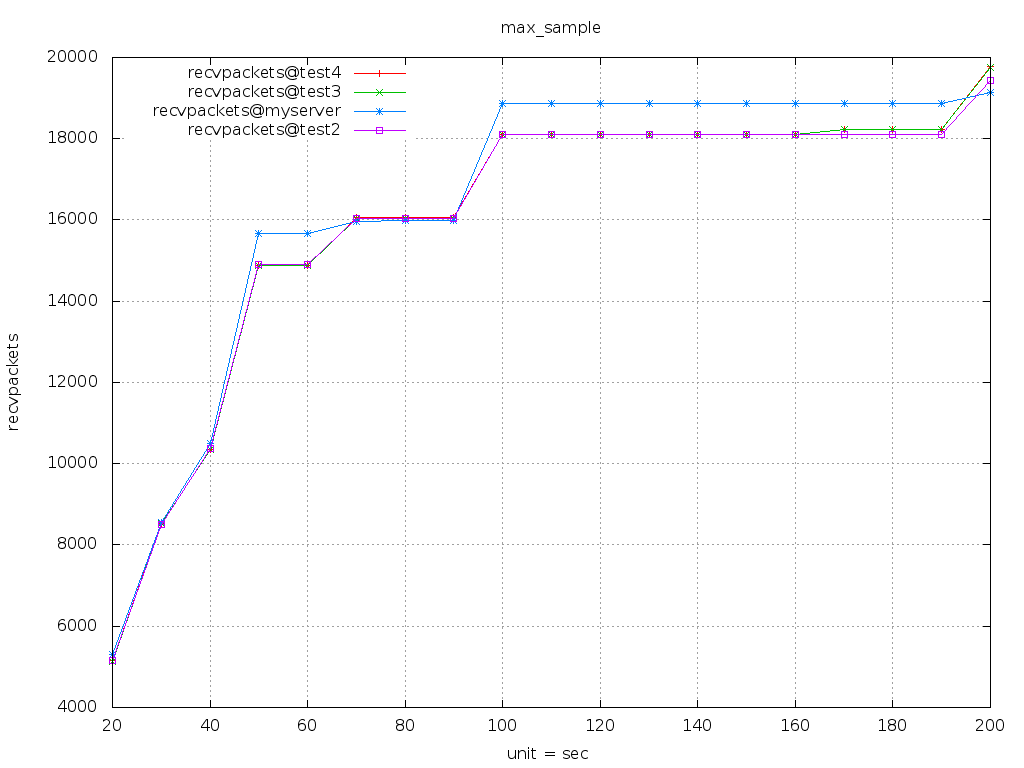 max_sample
20000
18000
16000
14000
12000
10000
8000
6000
4000
recvpackets@test4
recvpackets@test3
recvpackets@myserver
recvpackets@test2
recvpackets
20 40 60 80 100 120 140 160 180 200
unit = sec